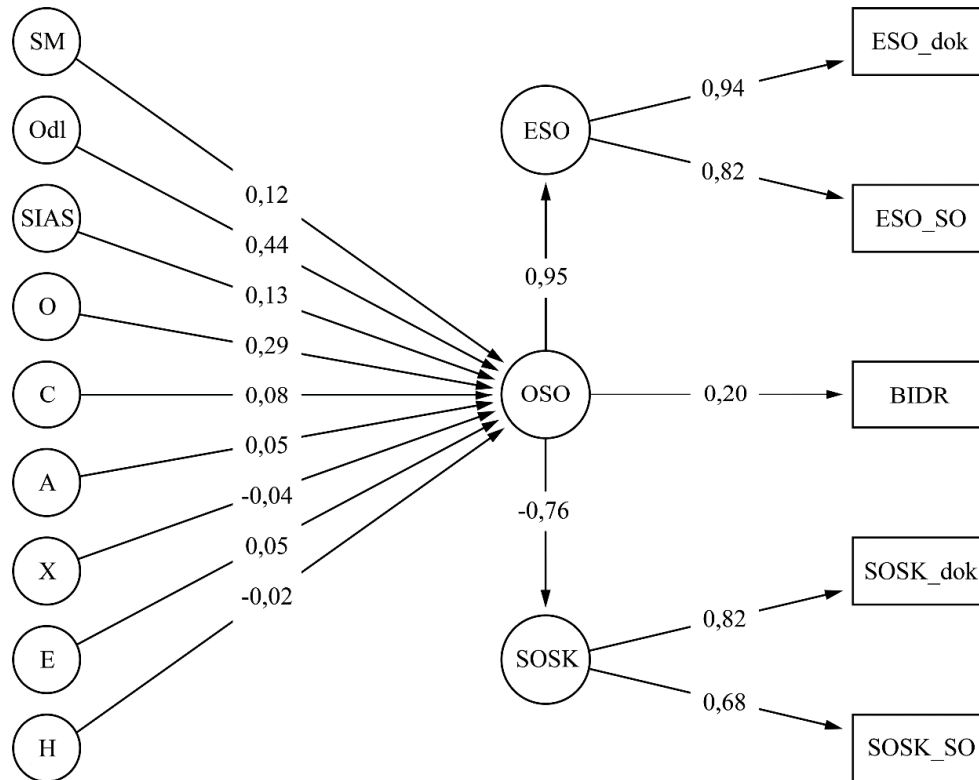 SM
Odl
SIAS
O
C
A
X
E
H
0,12
0,44
0,13
0,29
0,08
0,05
-0,04
0,05
-0,02
ESO
0,95
OSO
-0,76
SOSK
0,94
0,82
0,20
0,82
0,68
ESO_dok
ESO_SO
BIDR
SOSK_dok
SOSK_SO